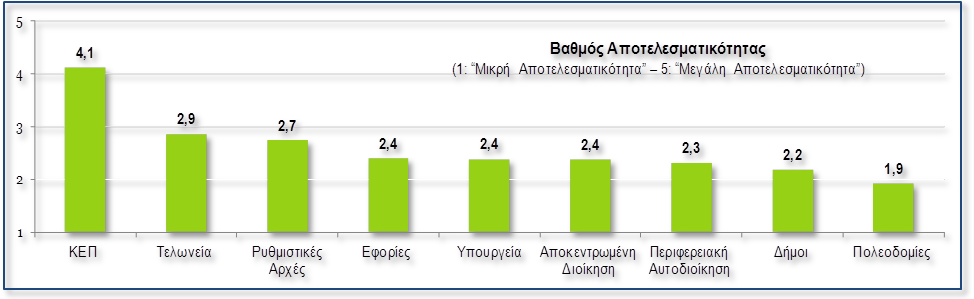 Βαθμός Αποτελεσματικότητας
(1: “Μικρή Αποτελεσματικότητα” – 5: “Μεγάλη Αποτελεσματικότητα”)
5
4
3
2
1
4,1
2,9
2,7
2,4
2,4
2,4
2,3
2,2
1,9
ΚΕΠ
Τελωνεία
Ρυθμιστικές
Αρχές
Εφορίες
Υπουργεία
Αποκεντρωμένη
Διοίκηση
Περιφερειακή
Αυτοδιοίκηση
Δήμοι
Πολεοδομίες